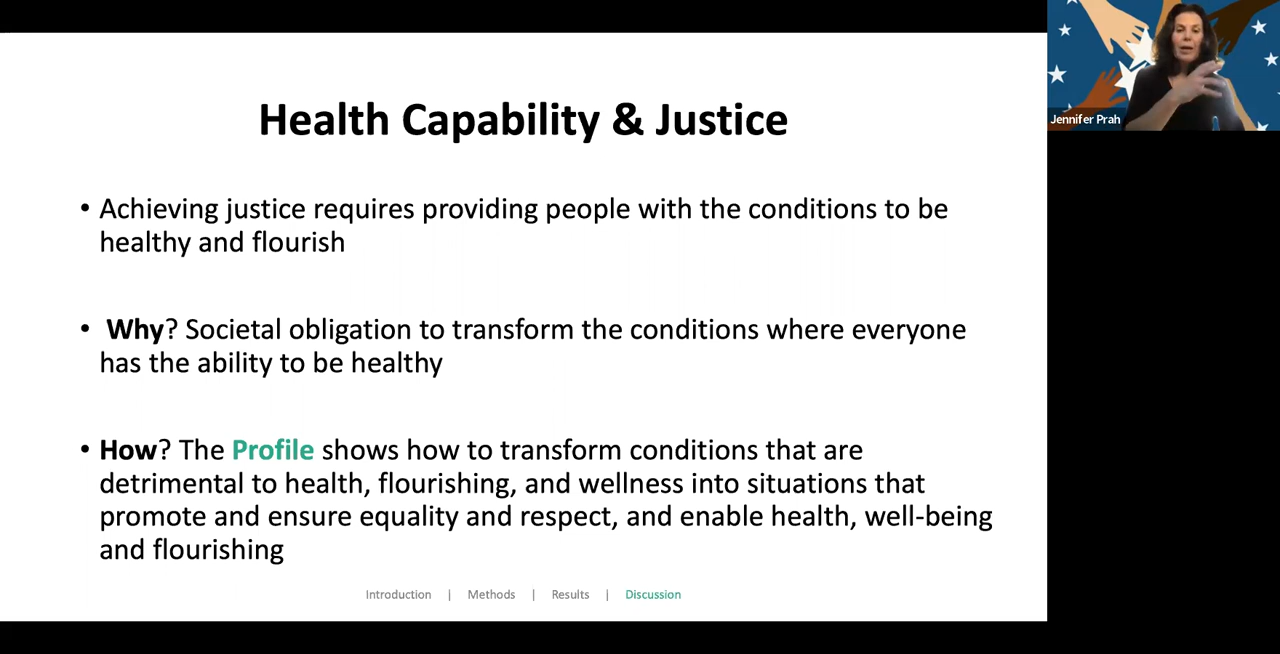 Health Capability & Justice
Jennifer Prah
• Achieving justice requires providing people with the conditions to be
healthy and flourish
• Why? Societal obligation to transform the conditions where everyone
has the ability to be healthy
• How? The Profile shows how to transform conditions that are
detrimental to health, flourishing, and wellness into situations that
promote and ensure equality and respect, and enable health, well-being
and flourishing
Introduction | Methods | Results | Discussion